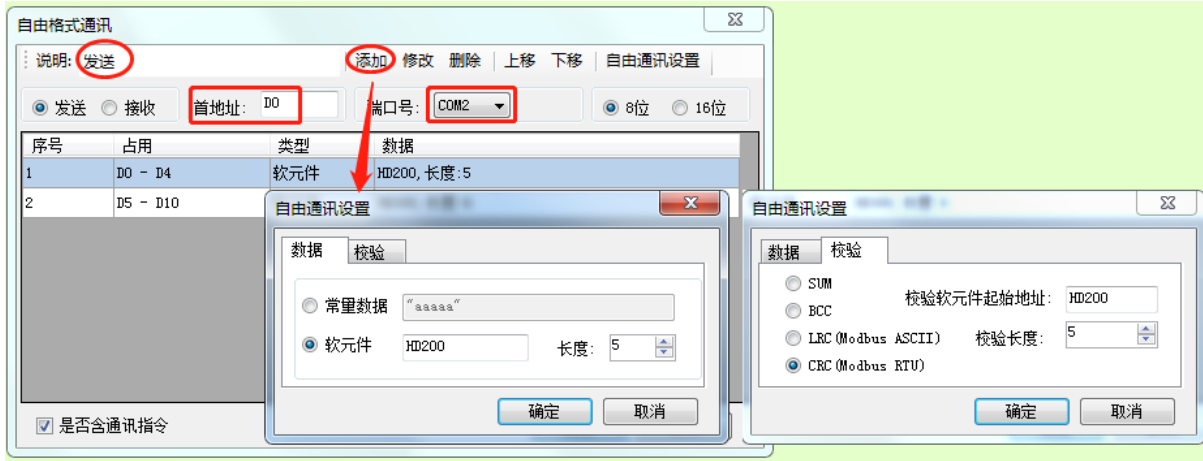 自由格式通讯
说明: 发送 添加 修改 删除 上移 下移 自由通讯设置
发送 接收 首地址: D0 端口号: COM2 8位 16位
序号 占用 类型 数据
1 D0 - D4 软元件 HD200,长度:5
2 D5 - D10
是否含通讯指令
自由通讯设置
数据 校验
常里数据 "aaaaa"
软元件 HD200 长度: 5
确定 取消
自由通讯设置
数据 校验
SUM
BCC
LRC(Modbus ASCII)
CRC(Modbus RTU)
校验软元件起始地址: HD200
校验长度: 5
确定 取消